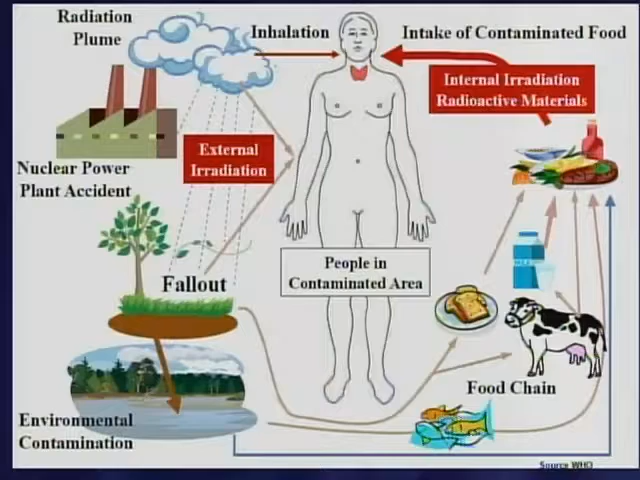 Radiation
Plume
Inhalation
Intake of Contaminated Food
Internal Irradiation
Radioactive Materials
External
Irradiation
Nuclear Power
Plant Accident
People in
Contaminated Area
Fallout
MILK
Food Chain
Environmental
Contamination
Source WHO